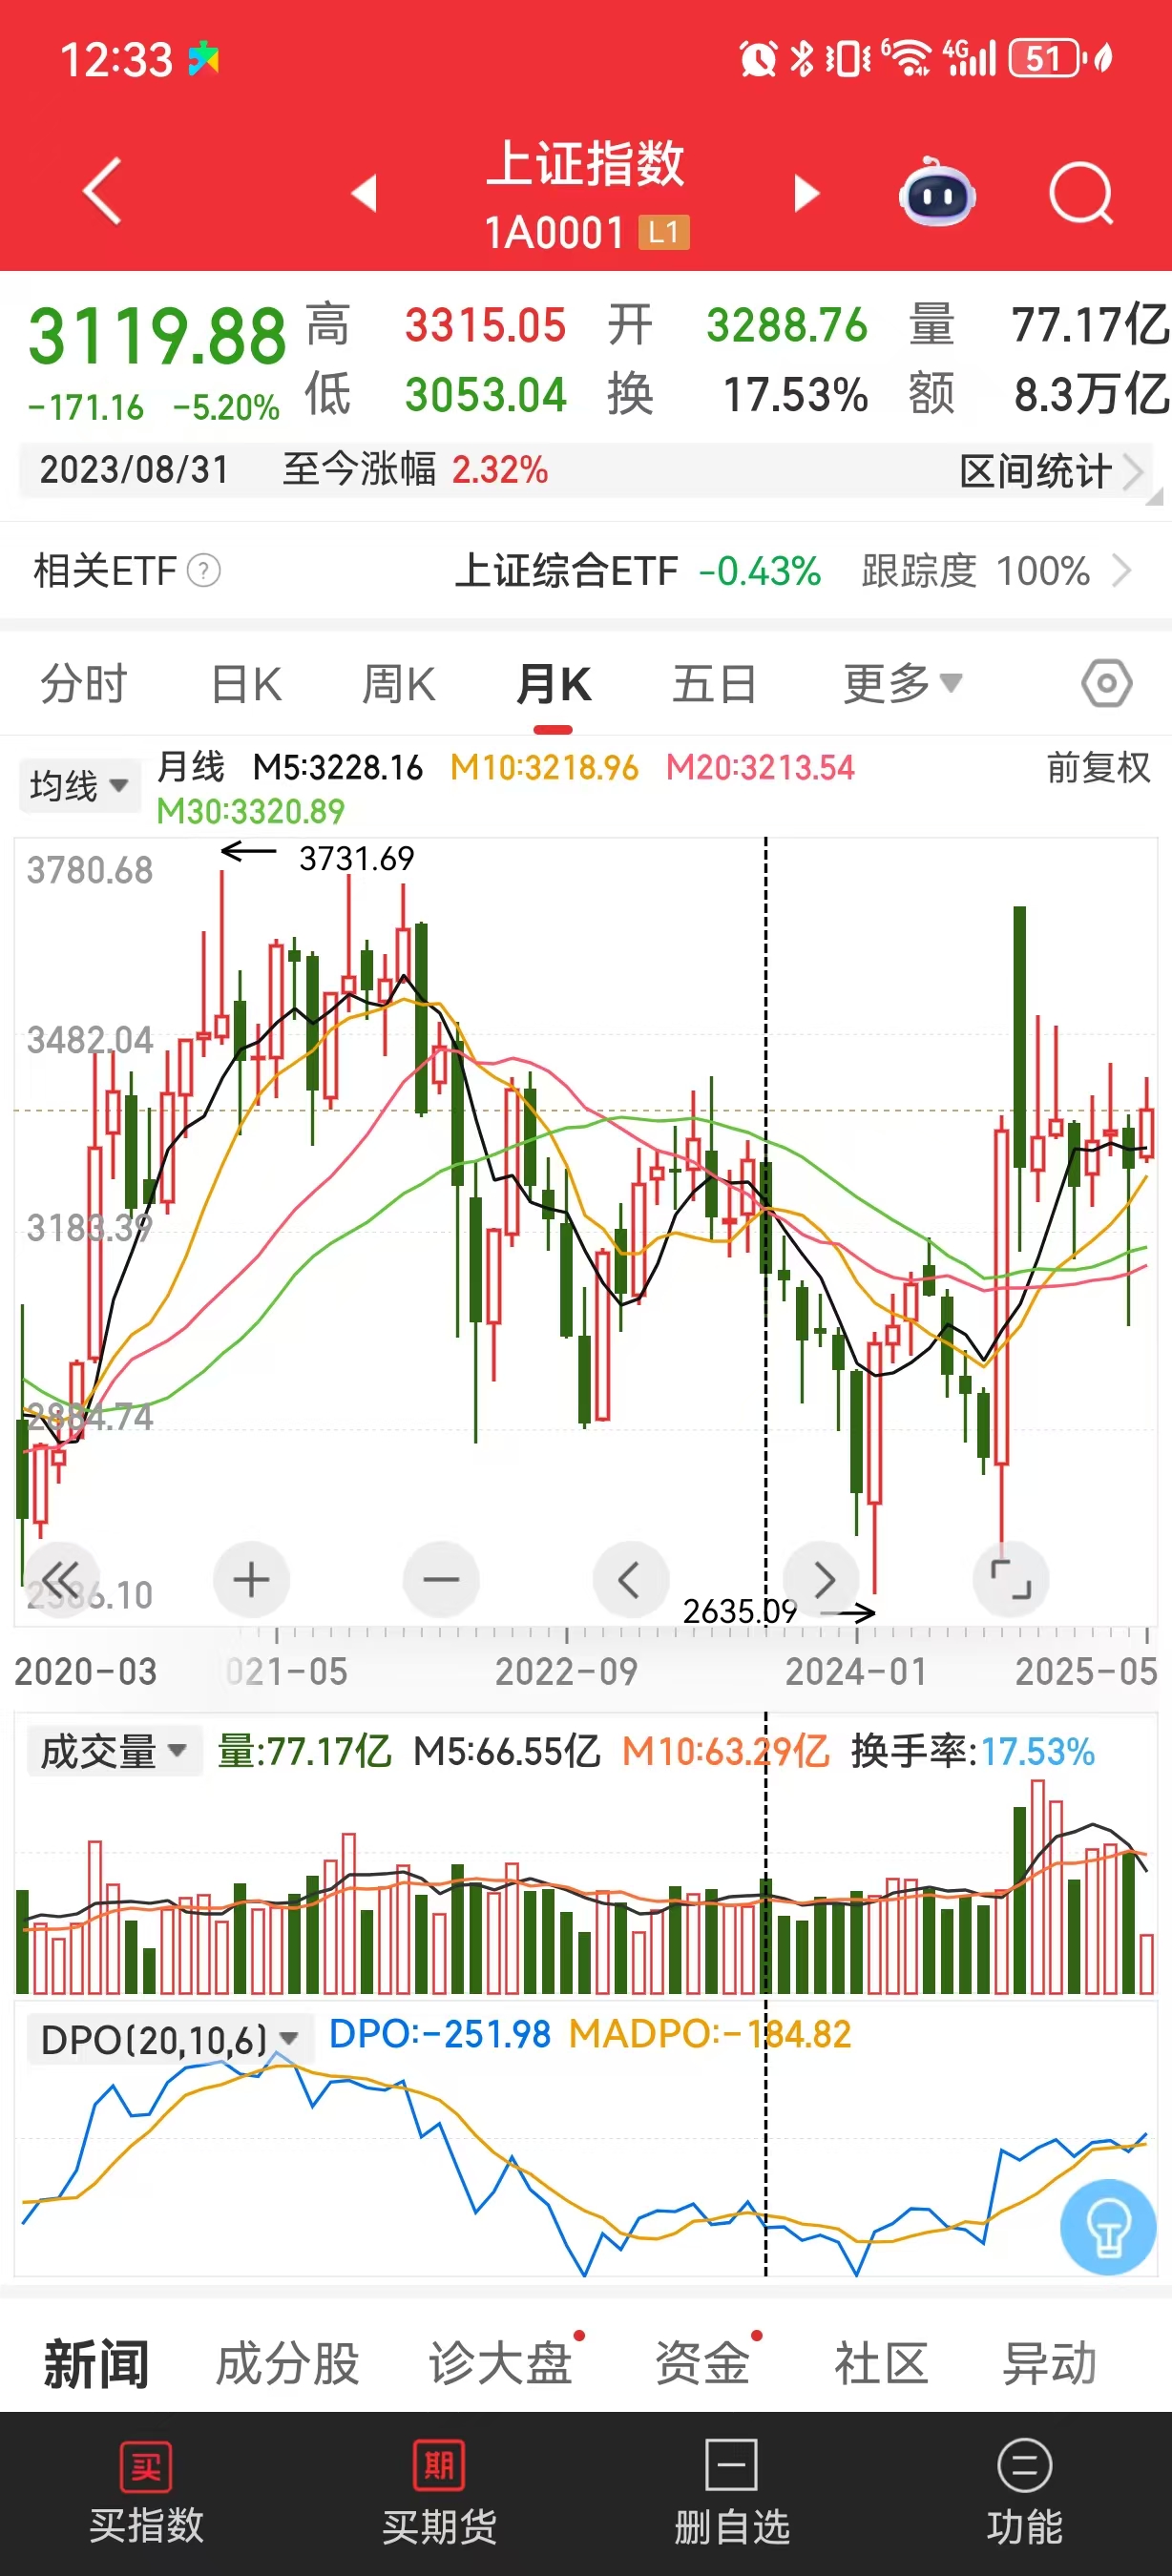 12:33 6 4G 51
上证指数
1A0001 L1
3119.88 高 3315.05 开 3288.76 量 77.17亿
-171.16 -5.20% 低 3053.04 换 17.53% 额 8.3万亿
2023/08/31 至今涨幅 2.32% 区间统计
相关ETF ? 上证综合ETF -0.43% 跟踪度 100%
分时 日K 周K 月K 五日 更多
均线 月线 M5:3228.16 M10:3218.96 M20:3213.54 前复权
M30:3320.89
3731.69
3780.68
3482.04
3183.39
2884.74
2586.10
2635.09
2020-03 021-05 2022-09 2024-01 2025-05
成交量 量:77.17亿 M5:66.55亿 M10:63.29亿 换手率:17.53%
DPO(20,10,6) DPO:-251.98 MADPO:-184.82
新闻 成分股 诊大盘 资金 社区 异动
买 期
买指数 买期货 删自选 功能